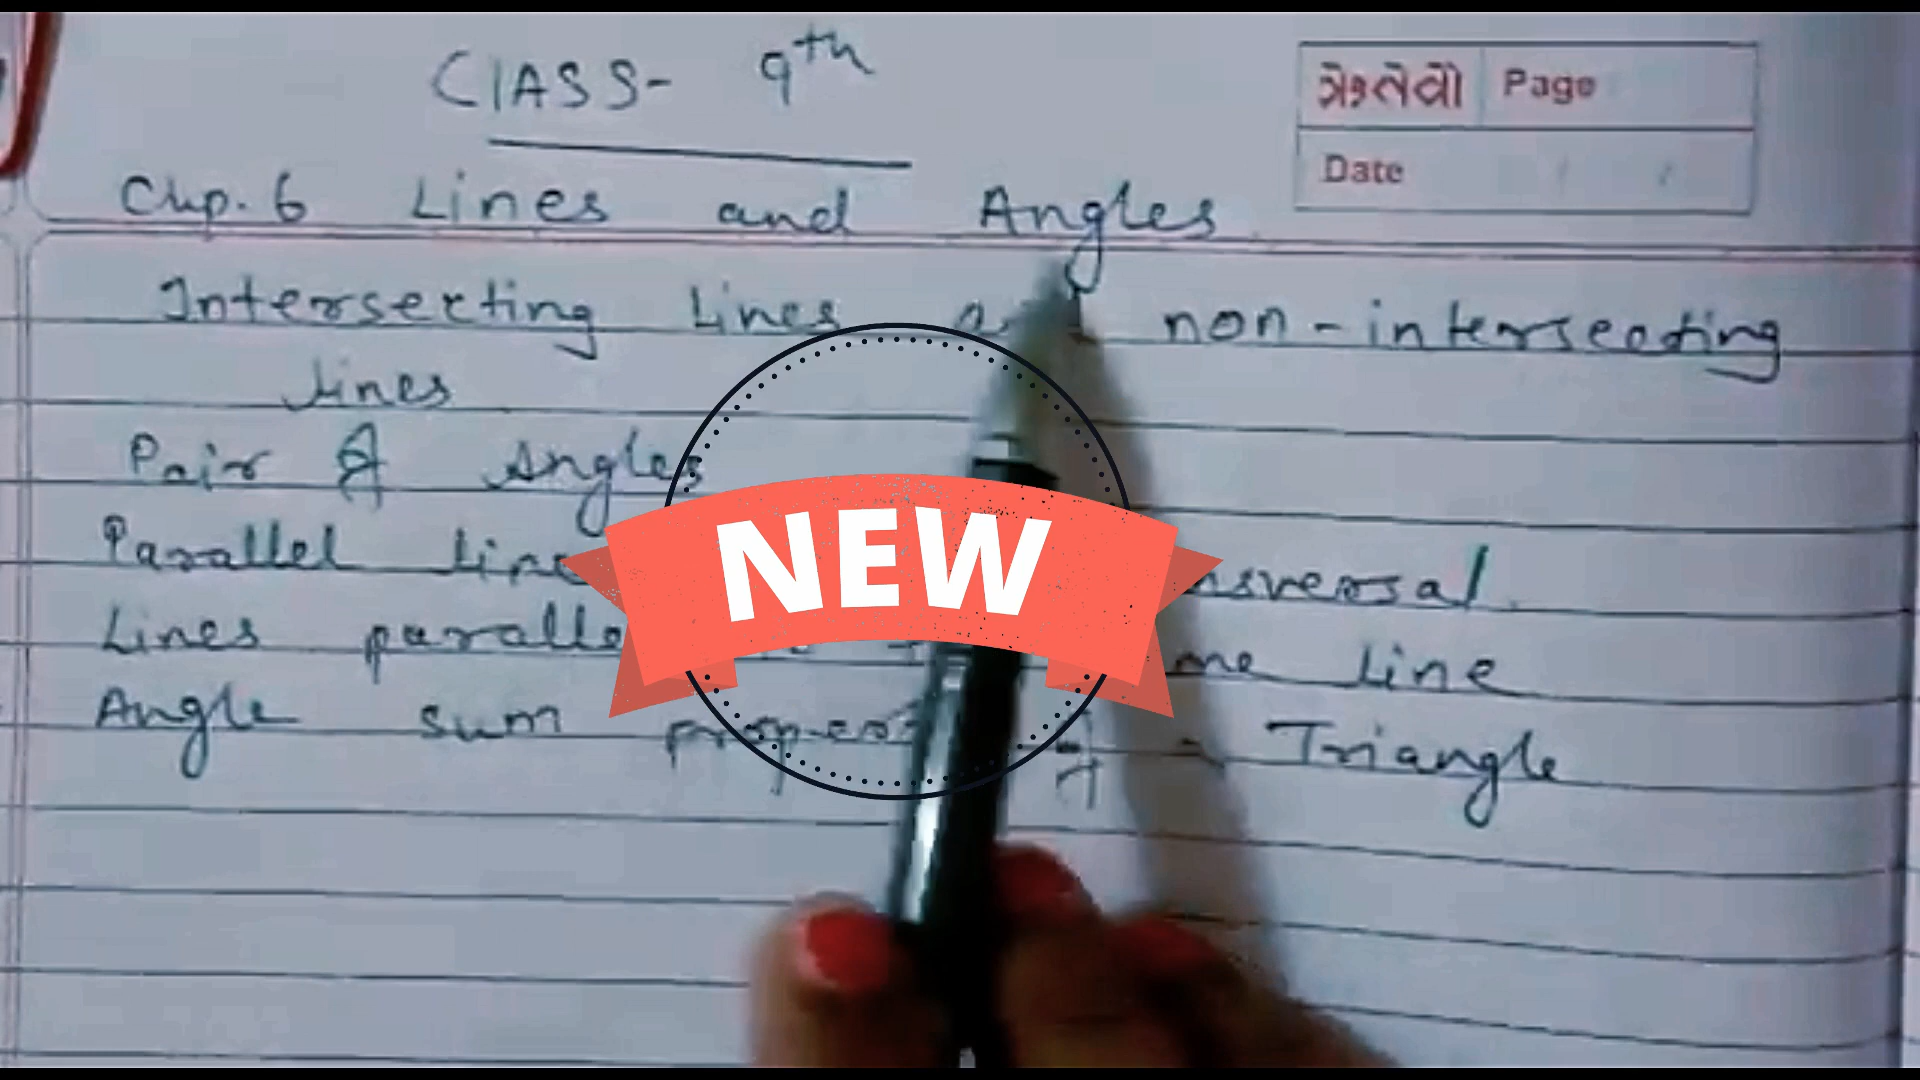 CLASS- 9th
Page
Date
Chp. 6 Lines and Angles
Intersecting Lines non-intersecting
Lines
Pair of Angles
Parallel
Lines
Angle sum a Triangle
line
NEW